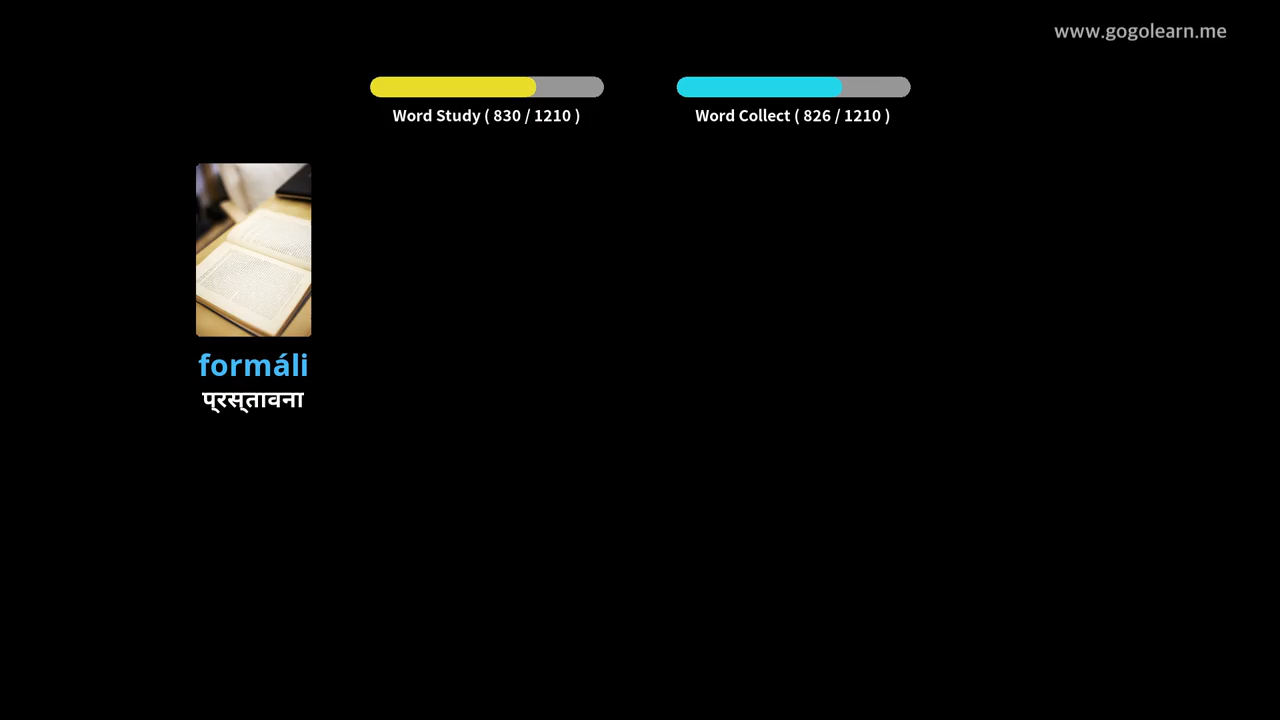 www.gogolearn.me
Word Study ( 830 / 1210 )
Word Collect ( 826 / 1210 )
formáli
प्रस्तावना